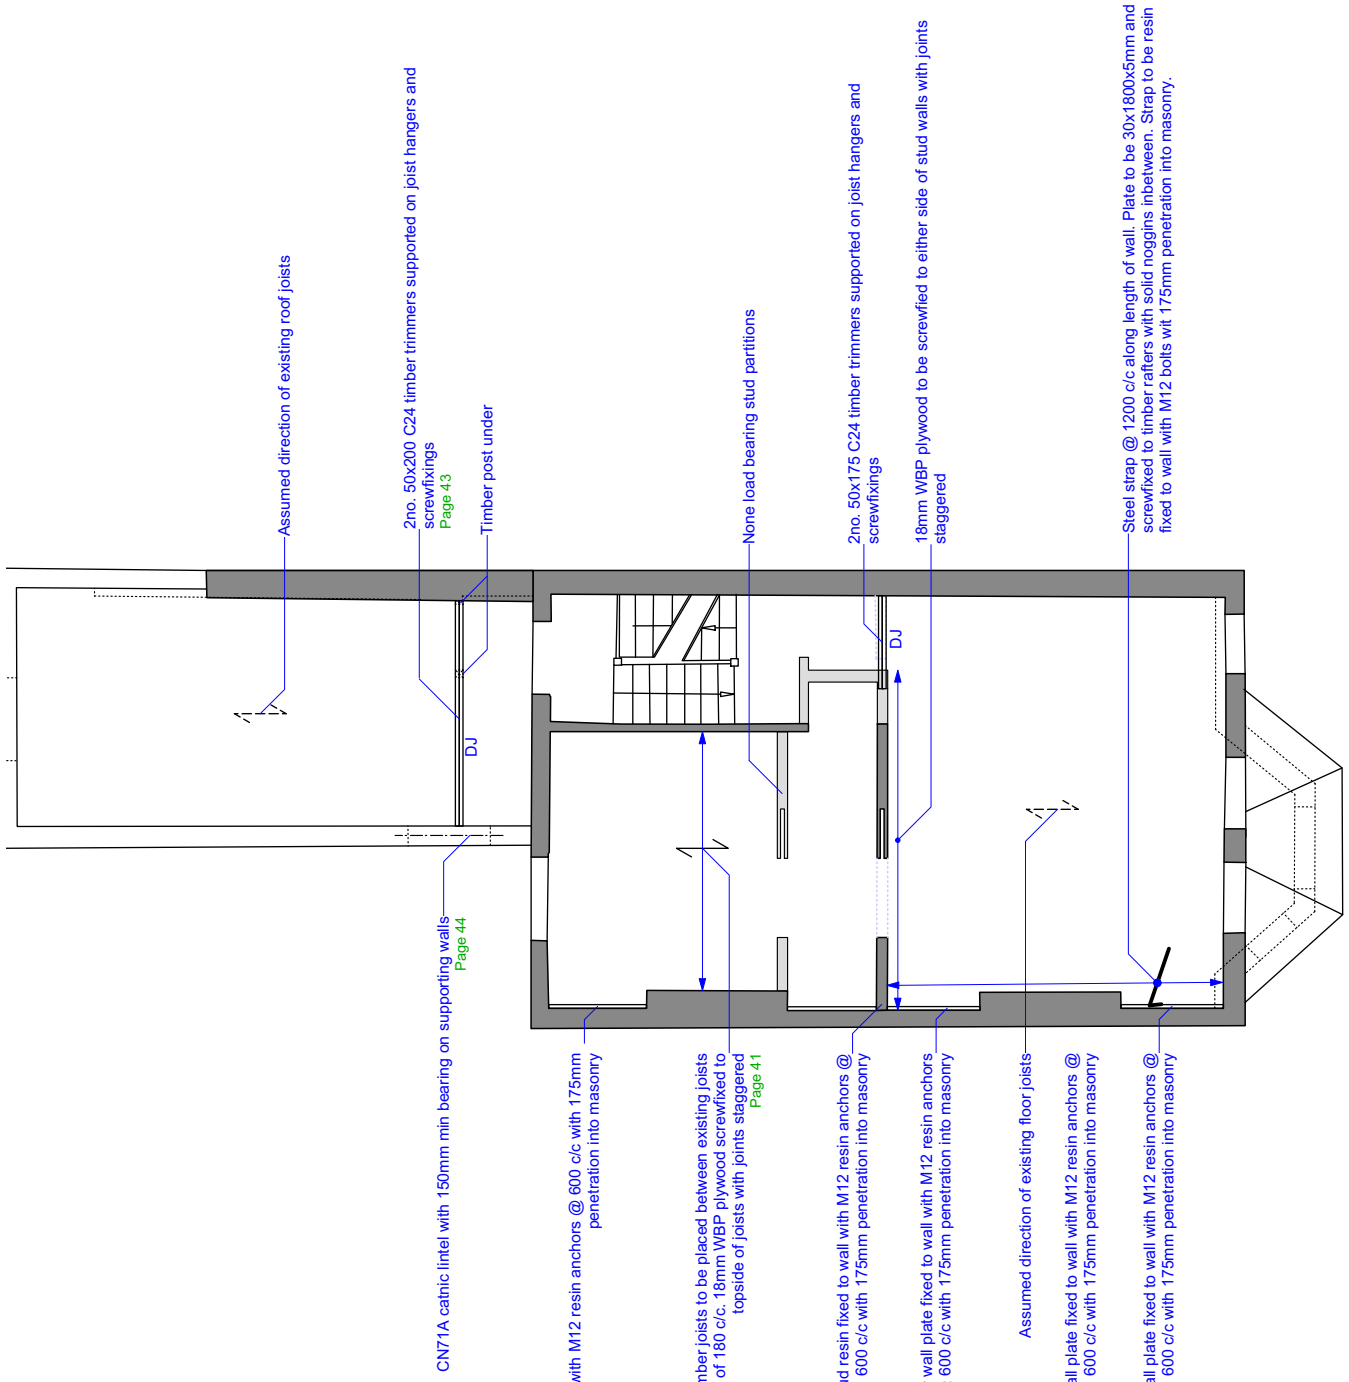 Assumed direction of existing roof joists
2no. 50x200 C24 timber trimmers supported on joist hangers and
screwfixings
Page 43
Timber post under
None load bearing stud partitions
2no. 50x175 C24 timber trimmers supported on joist hangers and
screwfixings
18mm WBP plywood to be screwfied to either side of stud walls with joints
staggered
Steel strap @ 1200 c/c along length of wall. Plate to be 30x1800x5mm and
screwfixed to timber rafters with solid noggins inbetween. Strap to be resin
fixed to wall with M12 bolts wit 175mm penetration into masonry.
DJ
DJ
CN71A catnic lintel with 150mm min bearing on supporting walls
Page 44
with M12 resin anchors @ 600 c/c with 175mm
penetration into masonry
mber joists to be placed between existing joists
of 180 c/c. 18mm WBP plywood screwfixed to
topside of joists with joints staggered
Page 41
ud resin fixed to wall with M12 resin anchors @
600 c/c with 175mm penetration into masonry
wall plate fixed to wall with M12 resin anchors
600 c/c with 175mm penetration into masonry
Assumed direction of existing floor joists
all plate fixed to wall with M12 resin anchors @
600 c/c with 175mm penetration into masonry
all plate fixed to wall with M12 resin anchors @
600 c/c with 175mm penetration into masonry